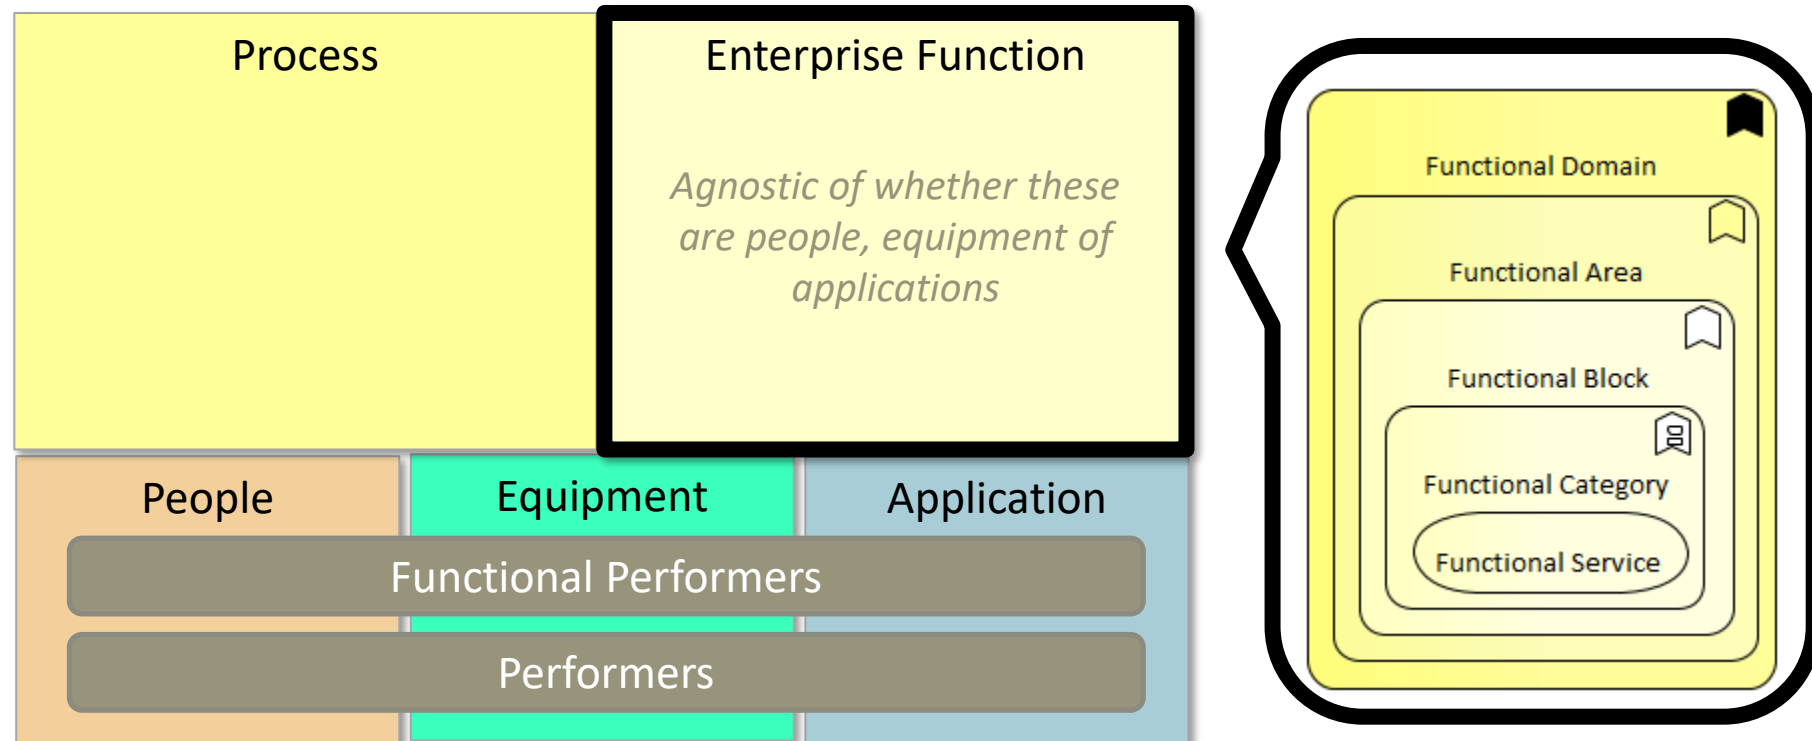 Process
Enterprise Function
Agnostic of whether these
are people, equipment of
applications
People
Equipment
Application
Functional Performers
Performers
Functional Domain
Functional Area
Functional Block
Functional Category
Functional Service